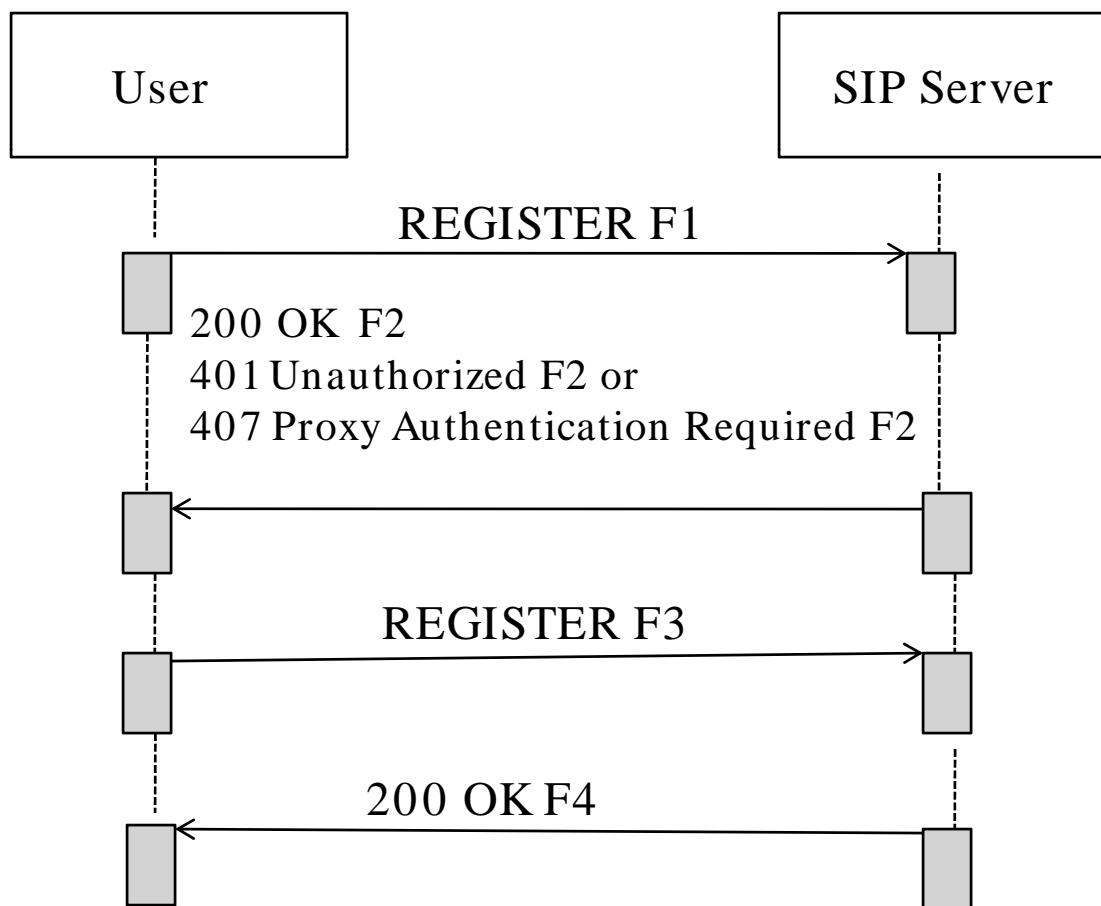 User
SIP Server
REGISTER F1
200 OK F2
401 Unauthorized F2 or
407 Proxy Authentication Required F2
REGISTER F3
200 OK F4